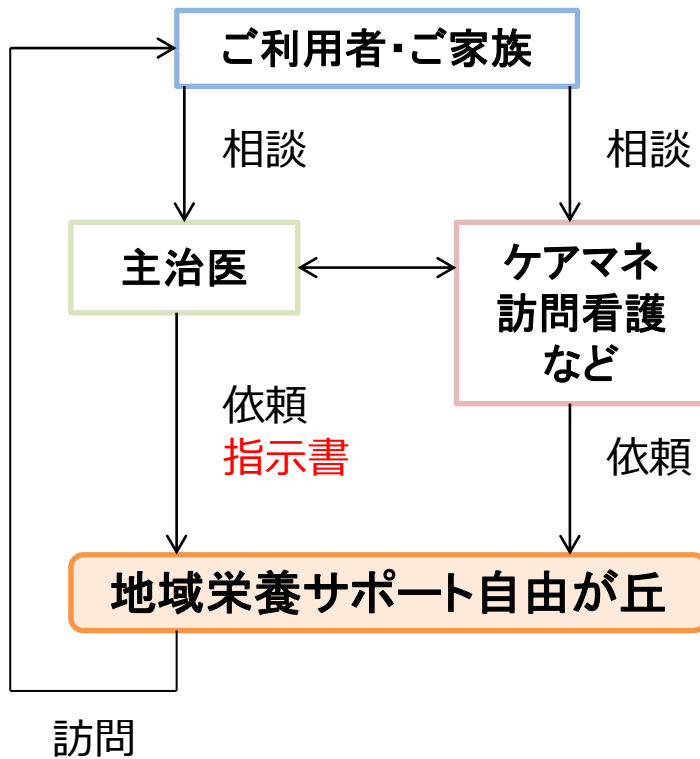 ご利用者・ご家族
相談
相談
主治医
ケアマネ
訪問看護
など
依頼
指示書
依頼
地域栄養サポート自由が丘
訪問